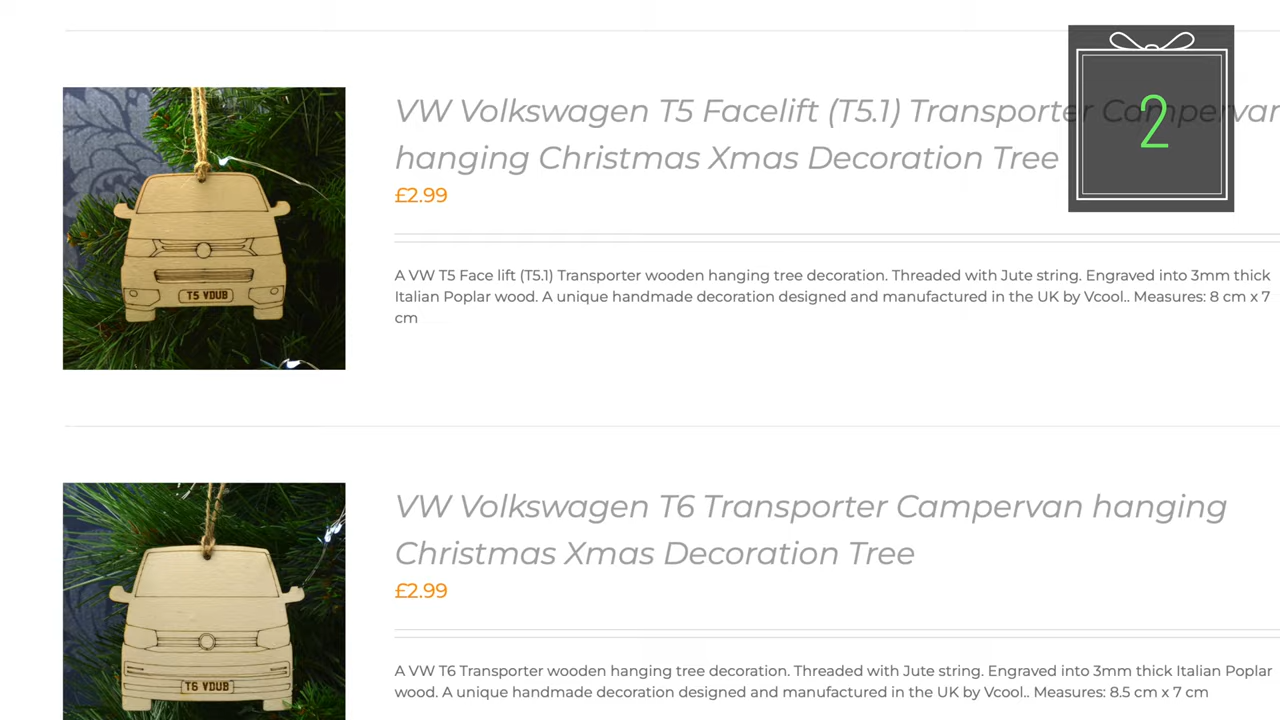 VW Volkswagen T5 Facelift (T5.1) Transporter Campervan
hanging Christmas Xmas Decoration Tree
£2.99
2
A VW T5 Face lift (T5.1) Transporter wooden hanging tree decoration. Threaded with Jute string. Engraved into 3mm thick
Italian Poplar wood. A unique handmade decoration designed and manufactured in the UK by Vcool.. Measures: 8 cm x 7
cm
T5 VDUB
VW Volkswagen T6 Transporter Campervan hanging
Christmas Xmas Decoration Tree
£2.99
A VW T6 Transporter wooden hanging tree decoration. Threaded with Jute string. Engraved into 3mm thick Italian Poplar
wood. A unique handmade decoration designed and manufactured in the UK by Vcool.. Measures: 8.5 cm x 7 cm
T6 VDUB